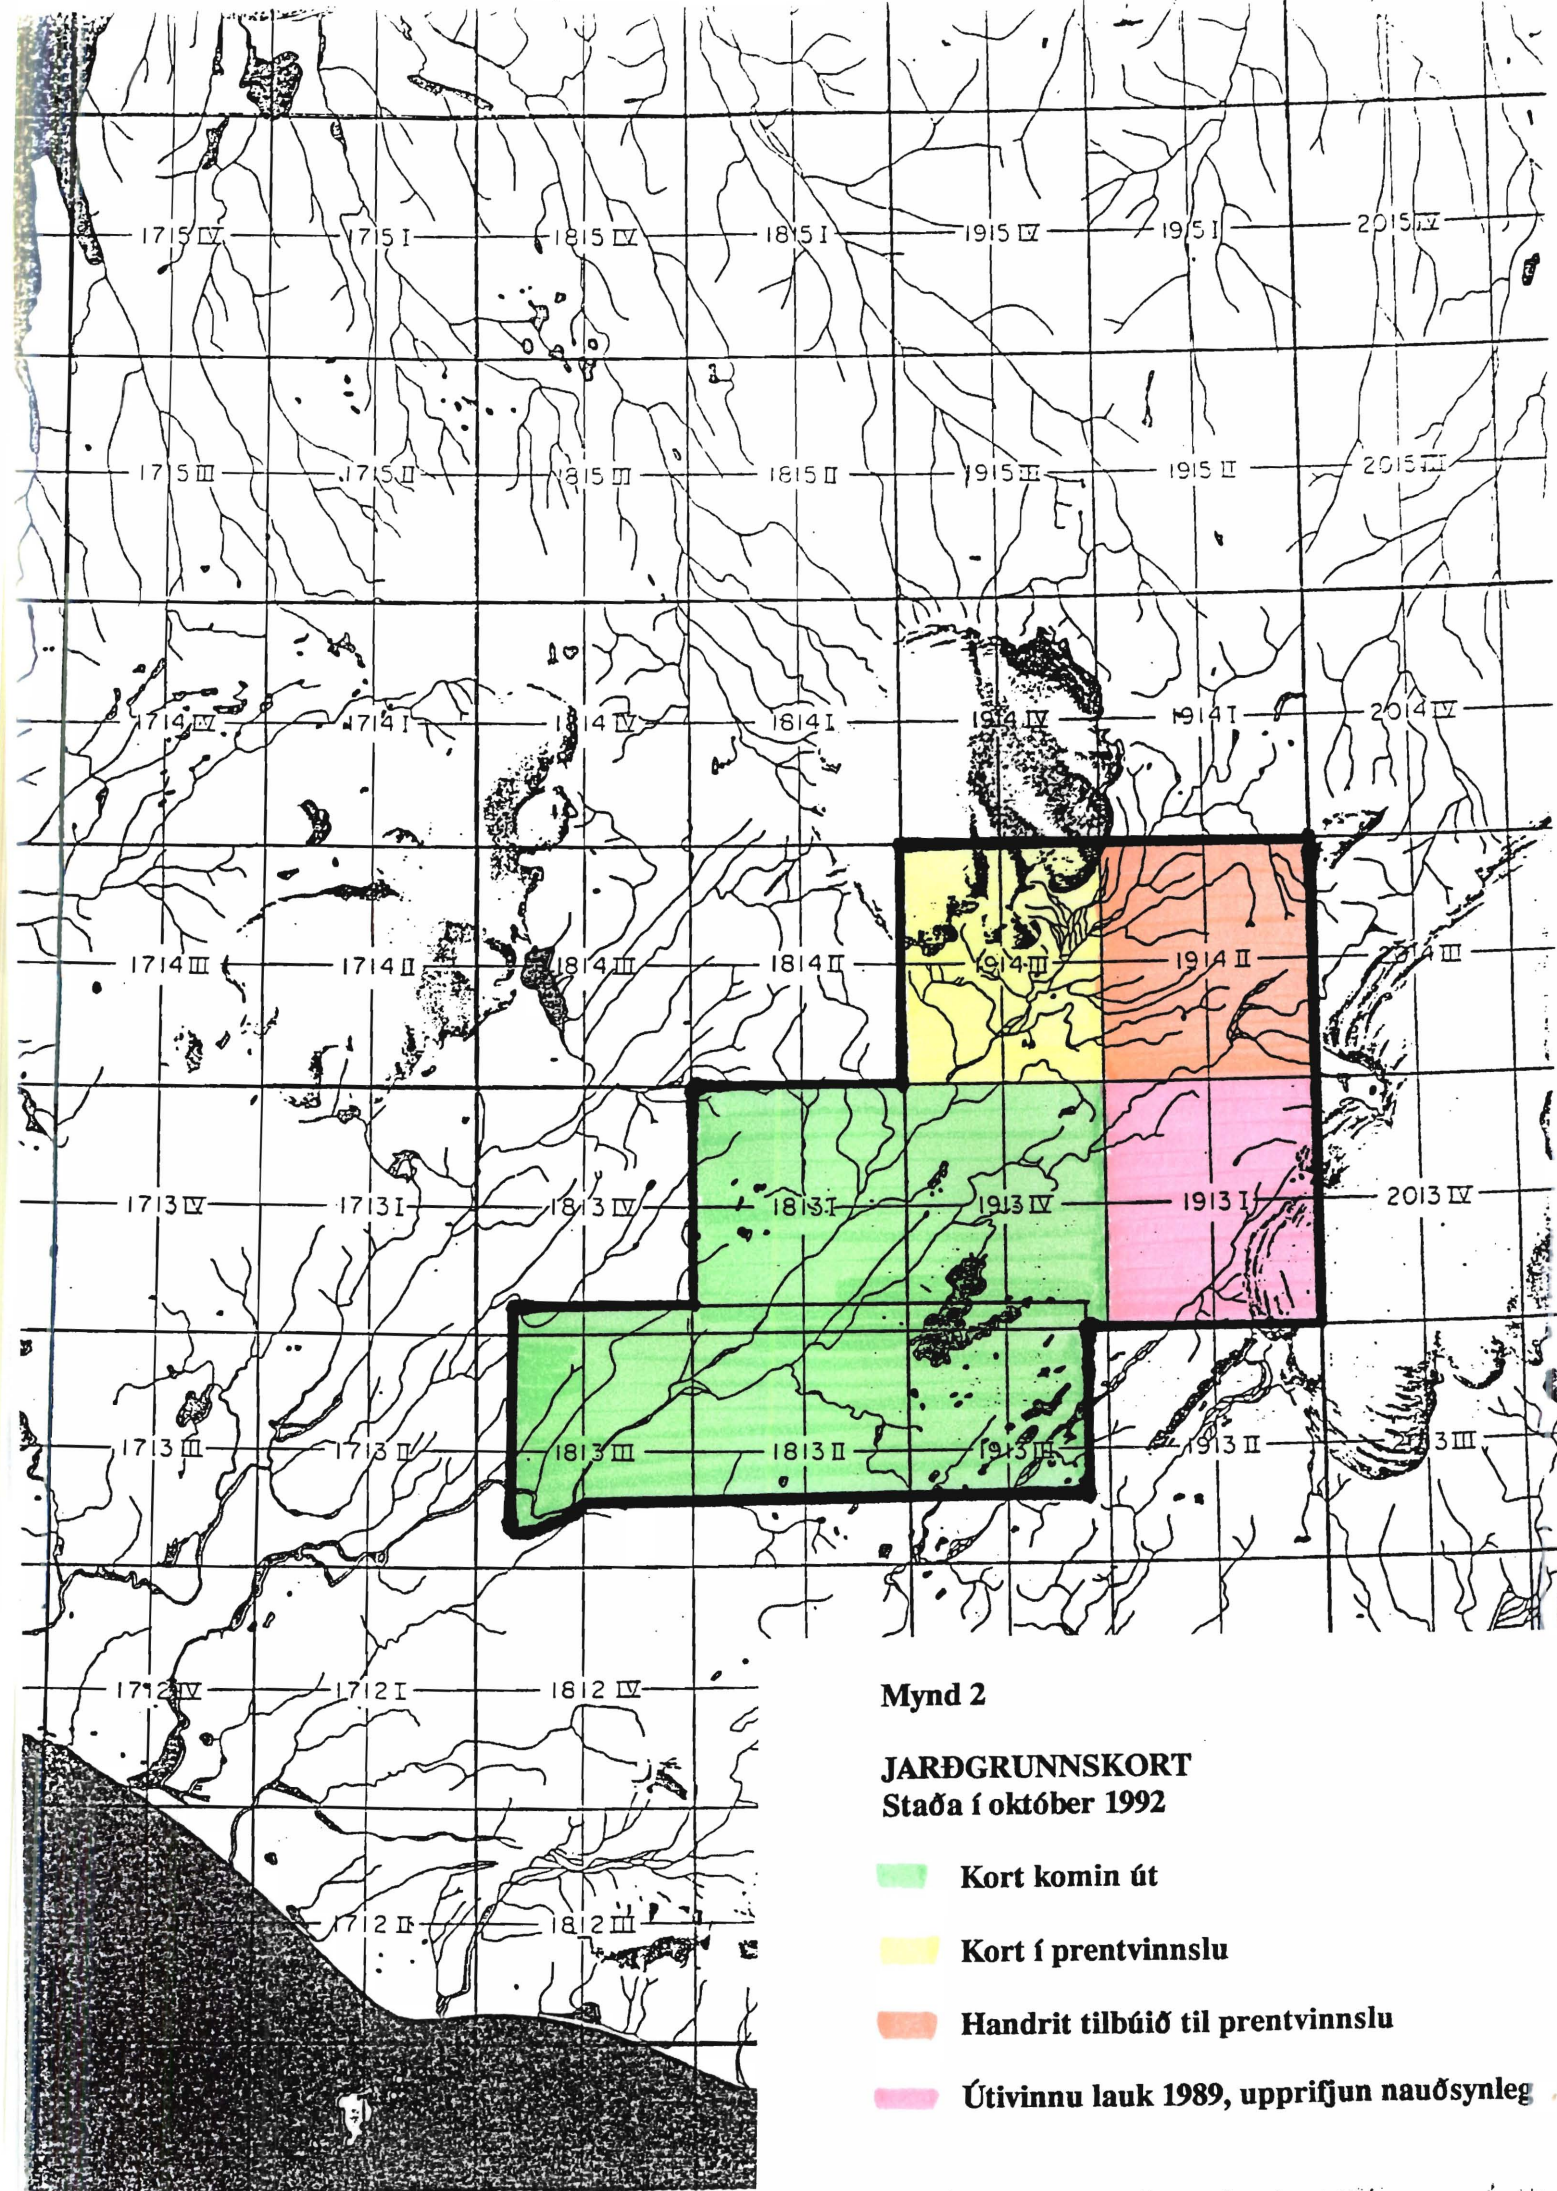 1715 IV 1715 I 1815 IV 1815 I 1915 IV 1915 I 2015 IV
1715 III 1715 II 1815 III 1815 II 1915 III 1915 II 2015 III
1714 IV 1714 I 1814 IV 1814 I 1914 IV 1914 I 2014 IV
1714 III 1714 II 1814 III 1814 II 1914 III 1914 II 2014 III
1713 IV 1713 I 1813 IV 1813 I 1913 IV 1913 I 2013 IV
1713 III 1713 II 1813 III 1813 II 1913 III 1913 II 2013 III
1712 IV 1712 I 1812 IV
1712 II 1812 III
Mynd 2
JARÐGRUNNSKORT
Staða í október 1992
Kort komin út
Kort í prentvinnslu
Handrit tilbúið til prentvinnslu
Útivinnu lauk 1989, upprifjun nauðsynleg